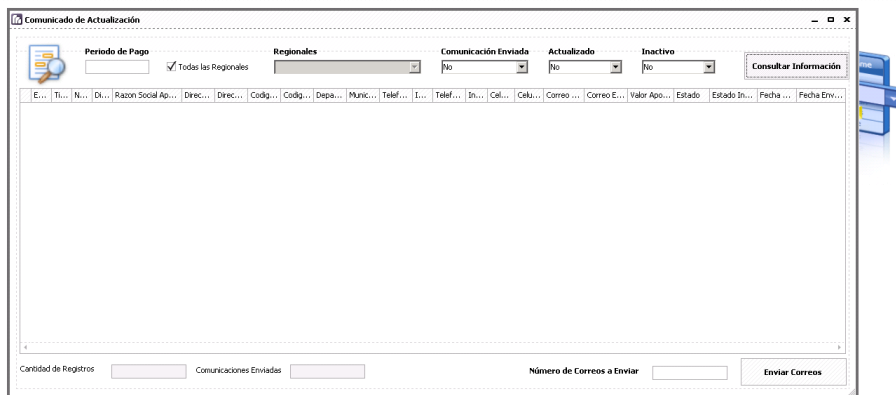 Comunicado de Actualización
Periodo de Pago Regionales Comunicación Enviada Actualizado Inactivo
Todas las Regionales No No No Consultar Información
E... Ti... N... Di... Razon Social Ap... Direc... Direc... Codig... Codig... Depa... Munic... Telef... I... Telef... In... Cel... Celu... Correo ... Correo E... Valor Apo... Estado Estado In... Fecha ... Fecha Env...
Cantidad de Registros Comunicaciones Enviadas Número de Correos a Enviar Enviar Correos